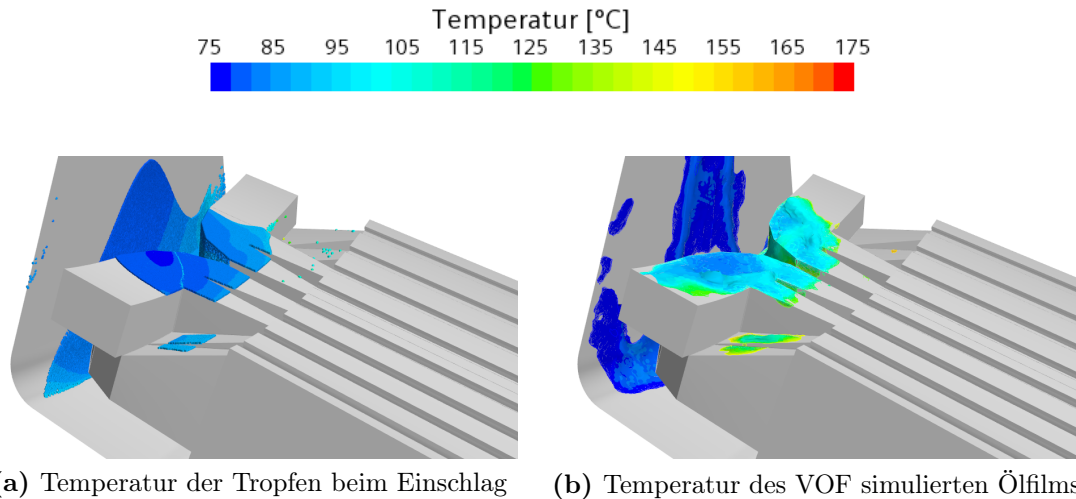 Temperatur [°C]
75 85 95 105 115 125 135 145 155 165 175
a) Temperatur der Tropfen beim Einschlag
(b) Temperatur des VOF simulierten Ölfilms